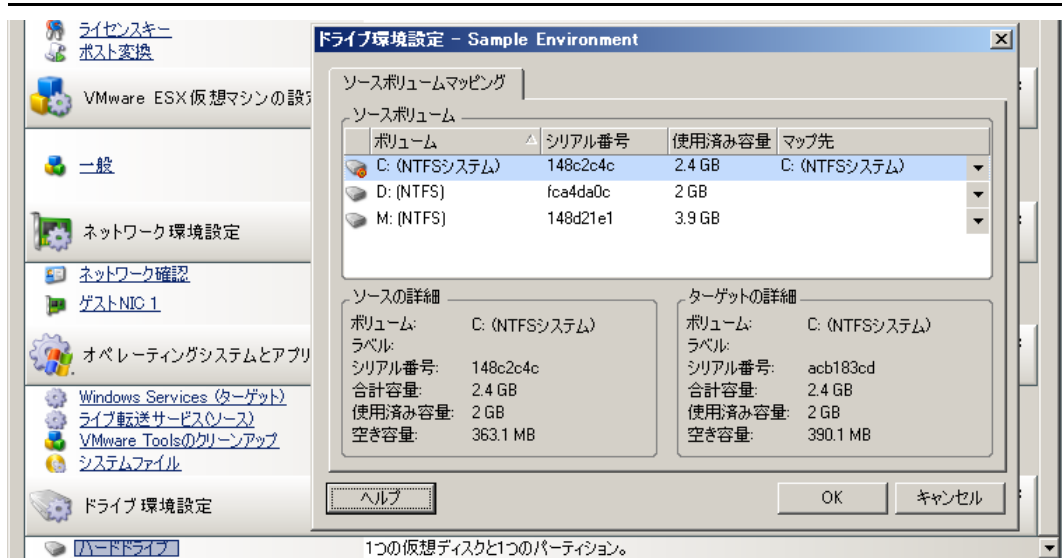 ライセンスキー
ポスト変換
VMware ESX仮想マシンの設
一般
ネットワーク環境設定
ネットワーク確認
ゲストNIC 1
オペレーティングシステムとアプリ
Windows Services (ターゲット)
ライブ転送サービス(ソース)
VMware Toolsのクリーンアップ
システムファイル
ドライブ環境設定
ハードドライブ 1つの仮想ディスクと1つのパーティション。
ドライブ環境設定 - Sample Environment
ソースボリュームマッピング
ソースボリューム
ボリューム シリアル番号 使用済み容量 マップ先
C: (NTFSシステム) 148c2c4c 2.4 GB C: (NTFSシステム)
D: (NTFS) fca4da0c 2 GB
M: (NTFS) 148d21e1 3.9 GB
ソースの詳細
ボリューム: C: (NTFSシステム)
ラベル:
シリアル番号: 148c2c4c
合計容量: 2.4 GB
使用済み容量: 2 GB
空き容量: 363.1 MB
ターゲットの詳細
ボリューム: C: (NTFSシステム)
ラベル:
シリアル番号: acb183cd
合計容量: 2.4 GB
使用済み容量: 2 GB
空き容量: 390.1 MB
ヘルプ OK キャンセル